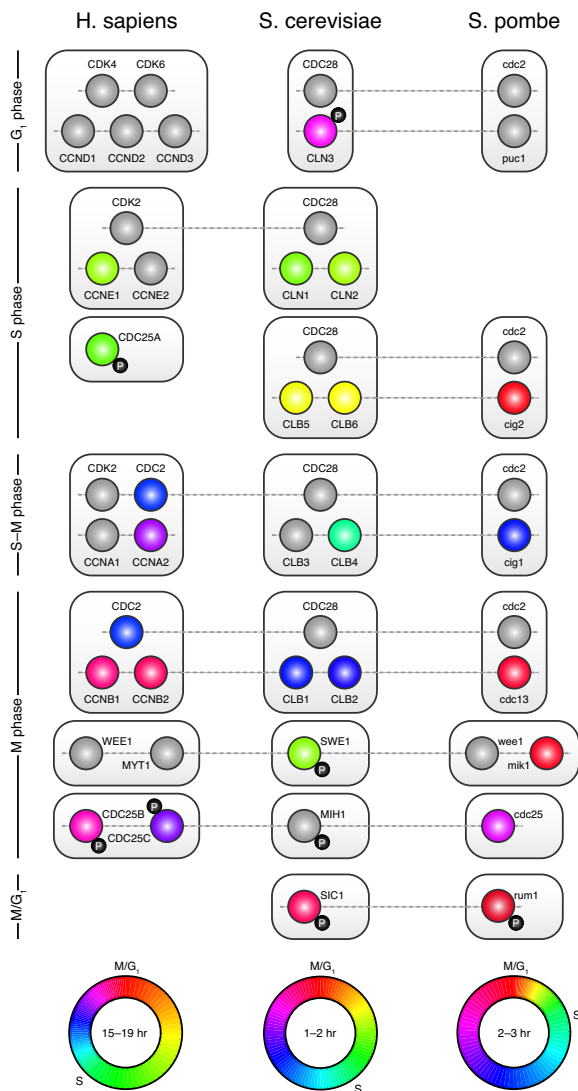 H. sapiens S. cerevisiae S. pombe
G1 phase
CDK4 CDK6 CDC28 cdc2
P
CCND1 CCND2 CCND3 CLN3 puc1
S phase
CDK2 CDC28
CCNE1 CCNE2 CLN1 CLN2
CDC25A CDC28 cdc2
P
CLB5 CLB6 cig2
S–M phase
CDK2 CDC2 CDC28 cdc2
CCNA1 CCNA2 CLB3 CLB4 cig1
M phase
CDC2 CDC28 cdc2
CCNB1 CCNB2 CLB1 CLB2 cdc13
WEE1 SWE1 wee1
MYT1 P mik1
P
CDC25B MIH1 cdc25
CDC25C
P P
M/G1
SIC1 rum1
P P
M/G1 M/G1 M/G1
S
15–19 hr 1–2 hr 2–3 hr
S S